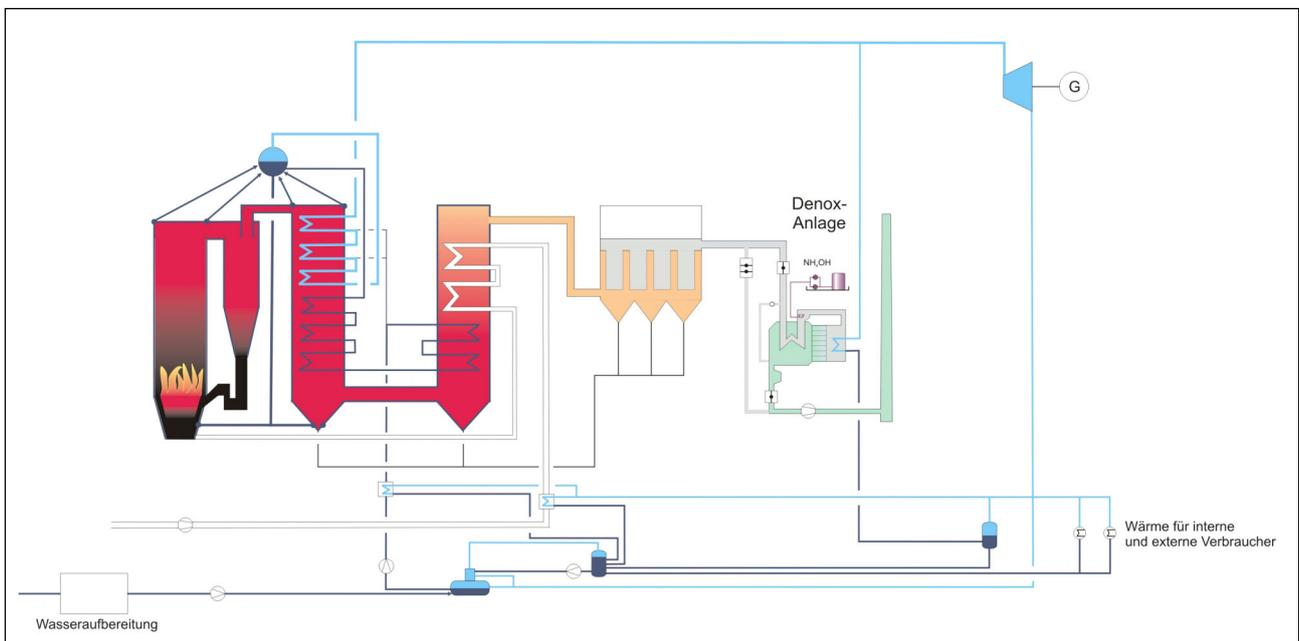 G
Denox-
Anlage
NH₄OH
Wärme für interne
und externe Verbraucher
Wasseraufbereitung